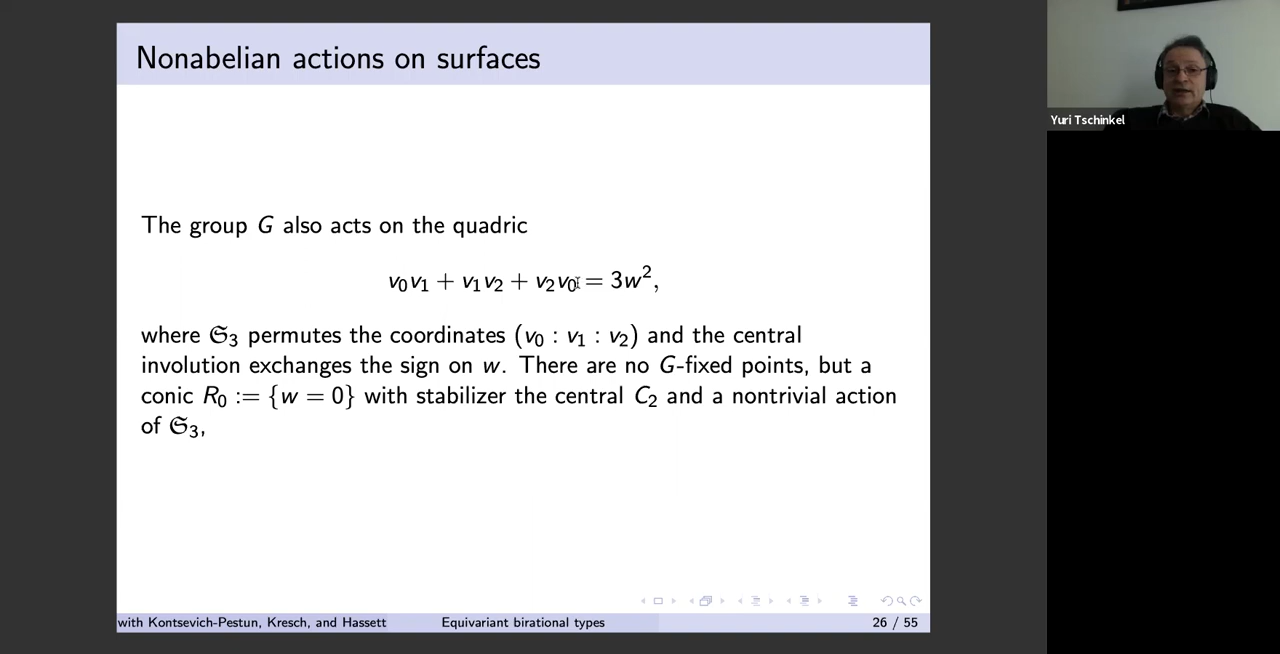 Nonabelian actions on surfaces
Yuri Tschinkel
The group G also acts on the quadric
v₀v₁ + v₁v₂ + v₂v₀ = 3w²,
where 𝔖₃ permutes the coordinates (v₀ : v₁ : v₂) and the central
involution exchanges the sign on w. There are no G-fixed points, but a
conic R₀ := {w = 0} with stabilizer the central C₂ and a nontrivial action
of 𝔖₃,
with Kontsevich-Pestun, Kresch, and Hassett
Equivariant birational types
26 / 55